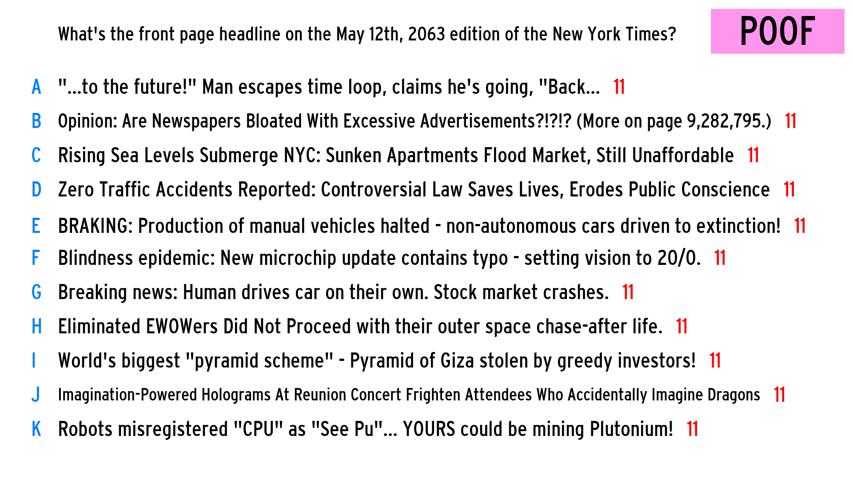 What's the front page headline on the May 12th, 2063 edition of the New York Times?
POOF
A "...to the future!" Man escapes time loop, claims he's going, "Back... 11
B Opinion: Are Newspapers Bloated With Excessive Advertisements?!?!? (More on page 9,282,795.) 11
C Rising Sea Levels Submerge NYC: Sunken Apartments Flood Market, Still Unaffordable 11
D Zero Traffic Accidents Reported: Controversial Law Saves Lives, Erodes Public Conscience 11
E BRAKING: Production of manual vehicles halted - non-autonomous cars driven to extinction! 11
F Blindness epidemic: New microchip update contains typo - setting vision to 20/0. 11
G Breaking news: Human drives car on their own. Stock market crashes. 11
H Eliminated EWOWers Did Not Proceed with their outer space chase-after life. 11
I World's biggest "pyramid scheme" - Pyramid of Giza stolen by greedy investors! 11
J Imagination-Powered Holograms At Reunion Concert Frighten Attendees Who Accidentally Imagine Dragons 11
K Robots misregistered "CPU" as "See Pu"... YOURS could be mining Plutonium! 11